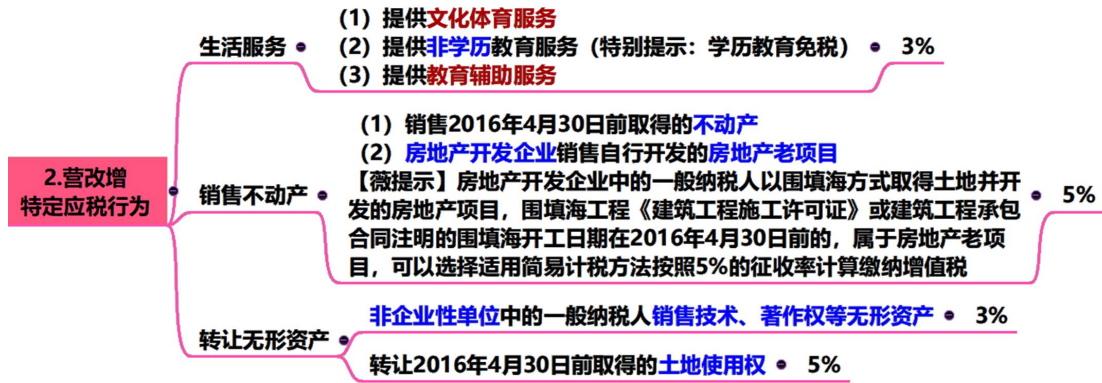 2.营改增
特定应税行为
生活服务
（1）提供文化体育服务
（2）提供非学历教育服务（特别提示：学历教育免税）
（3）提供教育辅助服务
3%
销售不动产
（1）销售2016年4月30日前取得的不动产
（2）房地产开发企业销售自行开发的房地产老项目
【薇提示】房地产开发企业中的一般纳税人以围填海方式取得土地并开
发的房地产项目，围填海工程《建筑工程施工许可证》或建筑工程承包
合同注明的围填海开工日期在2016年4月30日前的，属于房地产老项
目，可以选择适用简易计税方法按照5%的征收率计算缴纳增值税
5%
转让无形资产
非企业性单位中的一般纳税人销售技术、著作权等无形资产
3%
转让2016年4月30日前取得的土地使用权
5%